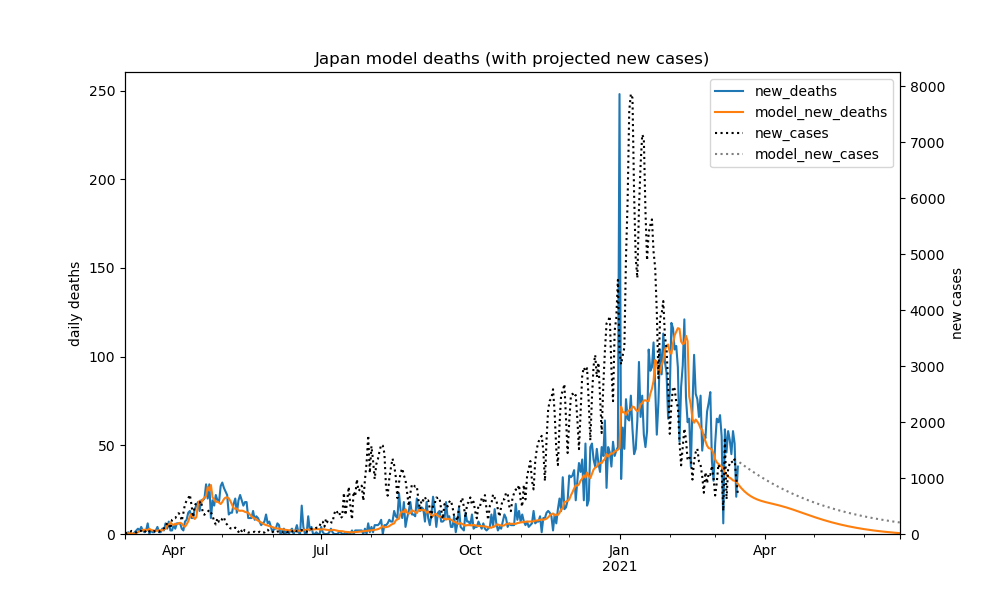 Japan model deaths (with projected new cases)
new_deaths
model_new_deaths
new_cases
model_new_cases
250
200
150
100
50
0
daily deaths
8000
7000
6000
5000
4000
3000
2000
1000
0
new cases
Apr
Jul
Oct
Jan
2021
Apr